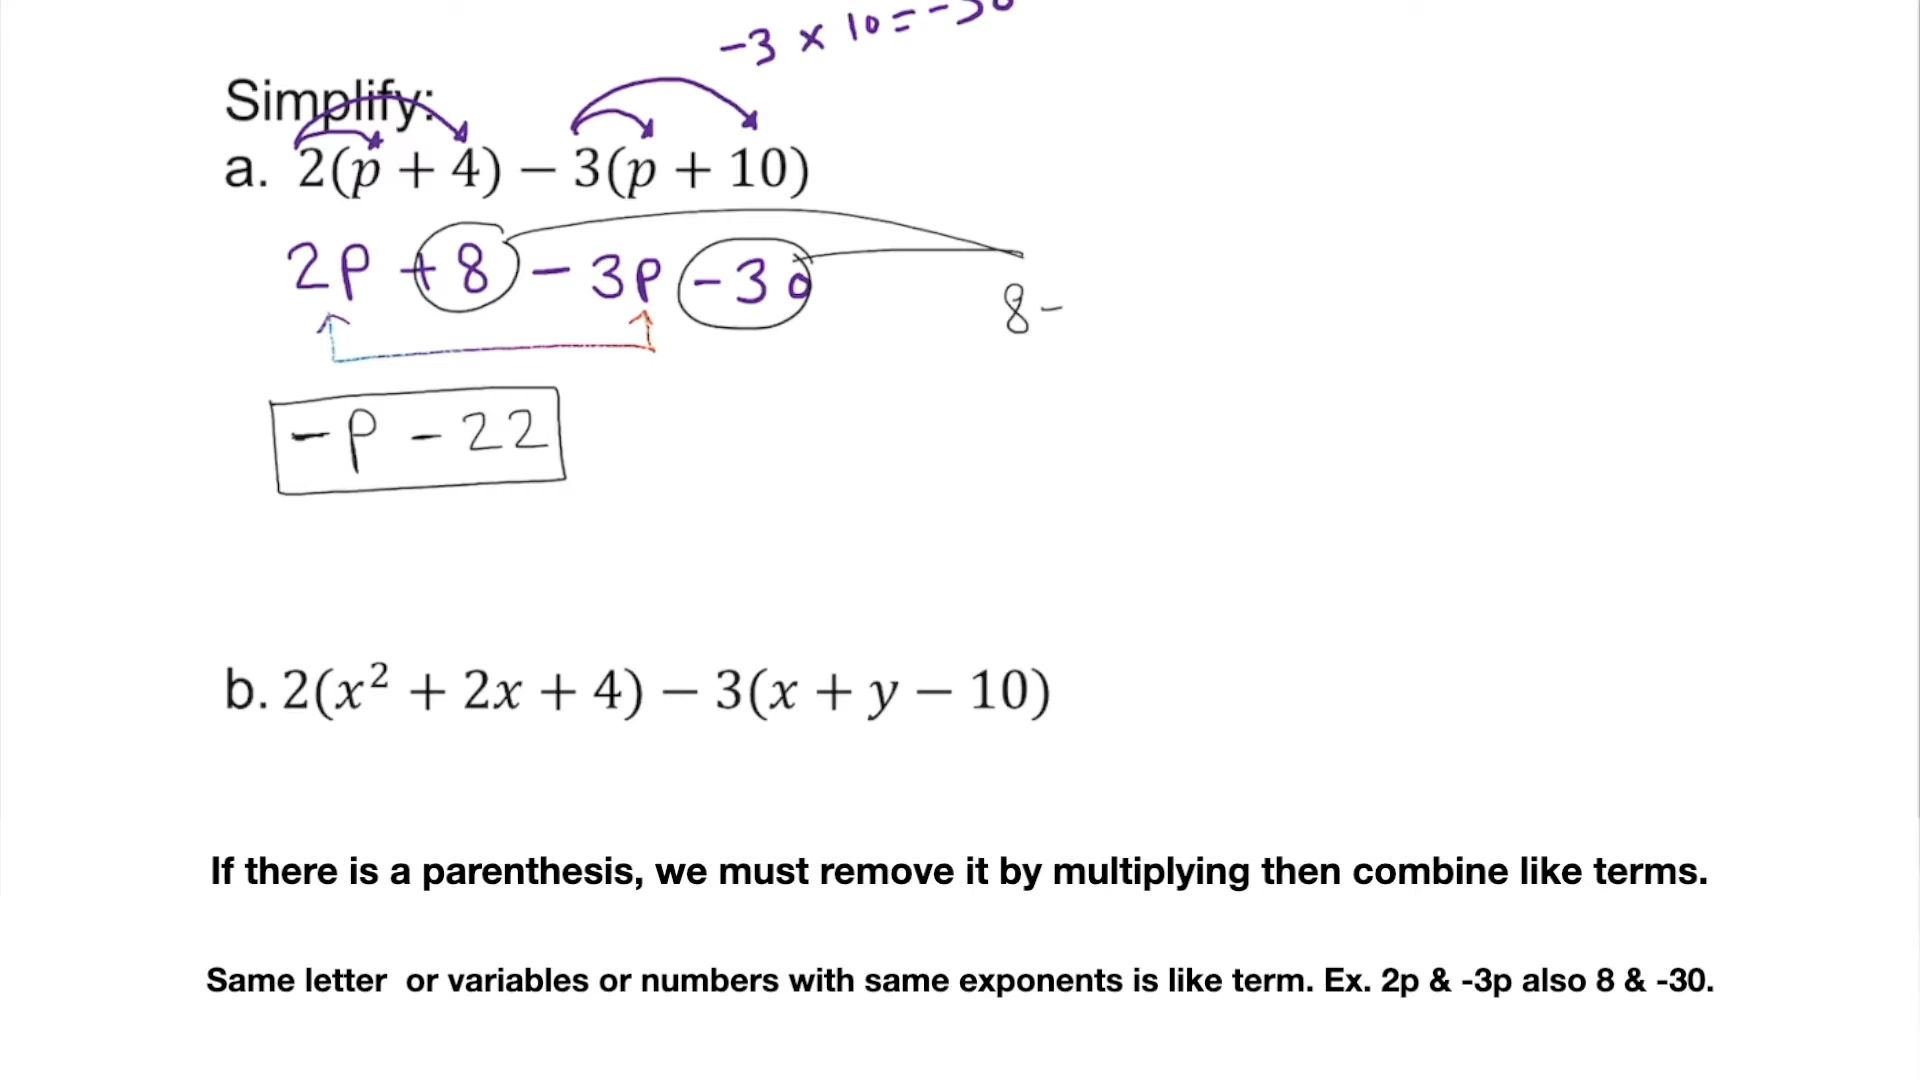 -3 x 10 = -30
Simplify:
a. 2(p + 4) − 3(p + 10)
2p + 8 - 3p - 30
8 -
-p - 22
b. 2(x² + 2x + 4) − 3(x + y − 10)
If there is a parenthesis, we must remove it by multiplying then combine like terms.
Same letter or variables or numbers with same exponents is like term. Ex. 2p & -3p also 8 & -30.